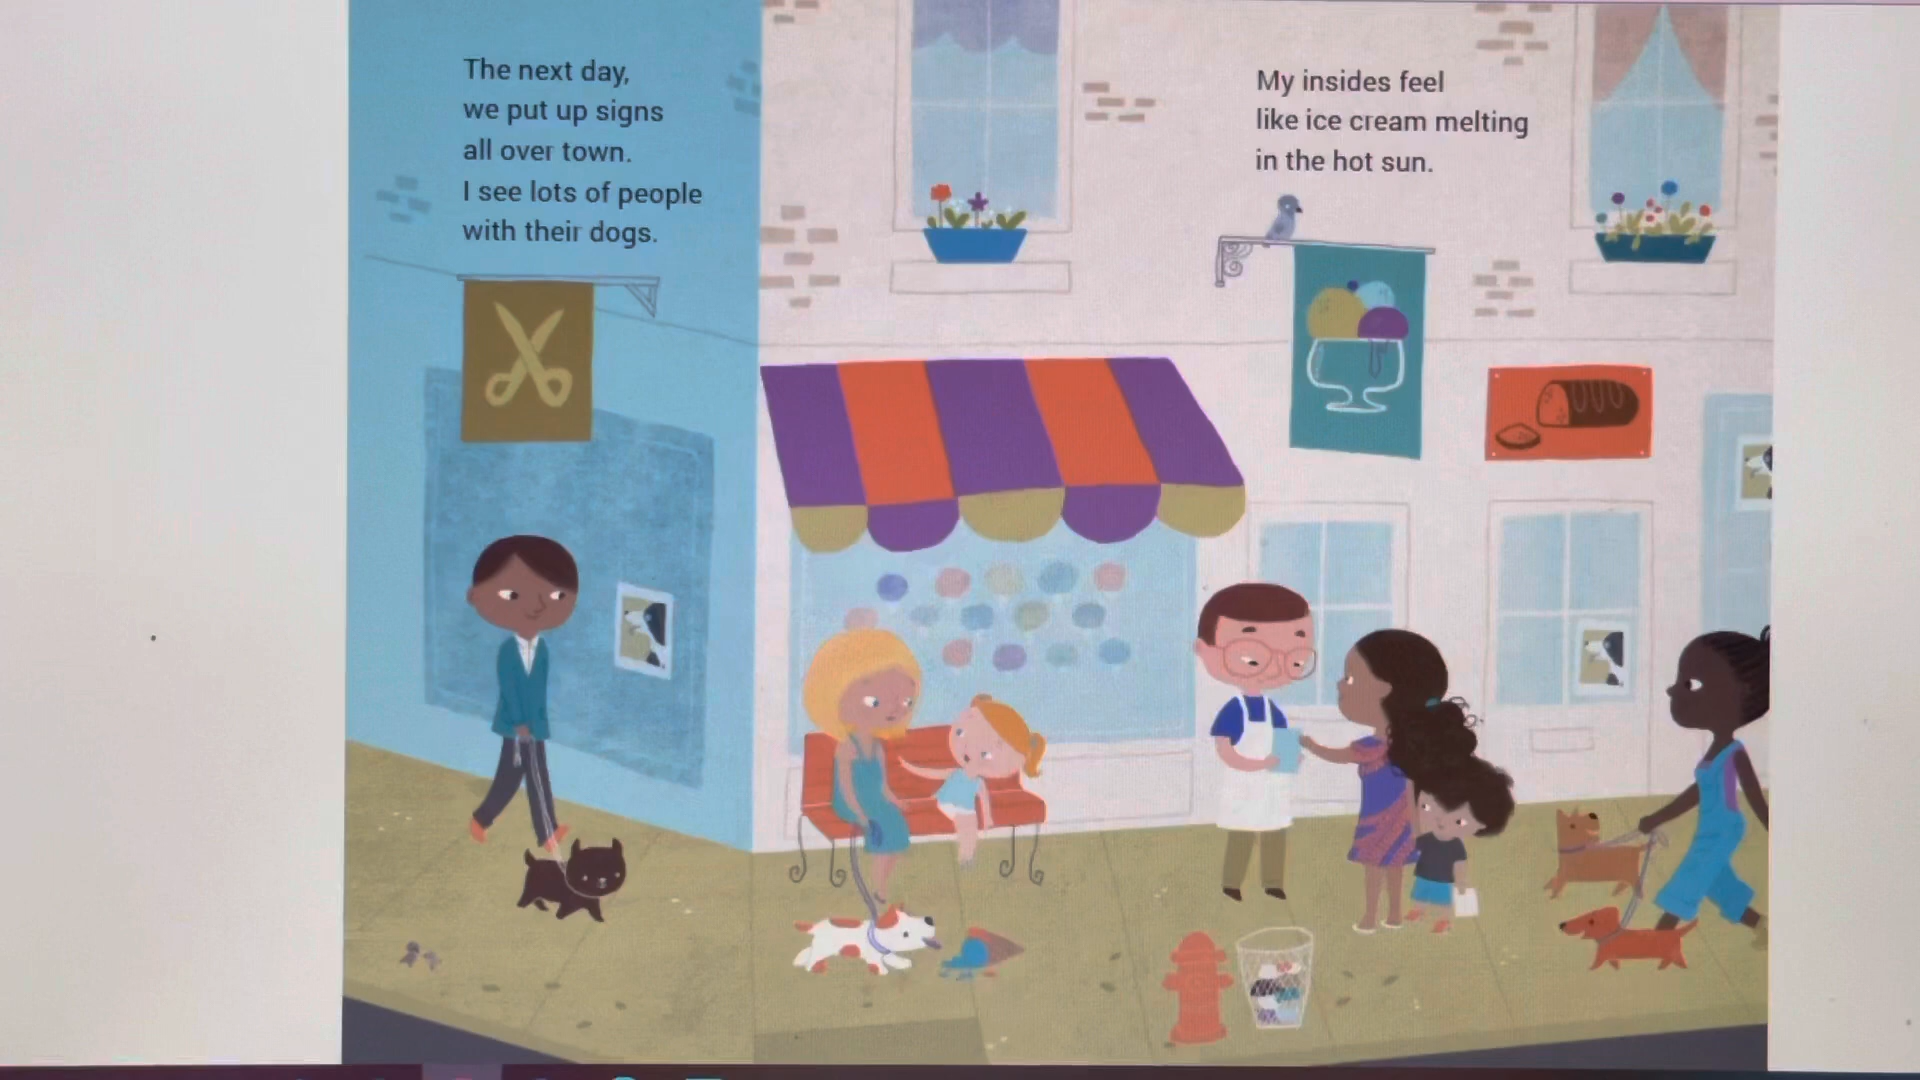 The next day,
we put up signs
all over town.
I see lots of people
with their dogs.
My insides feel
like ice cream melting
in the hot sun.